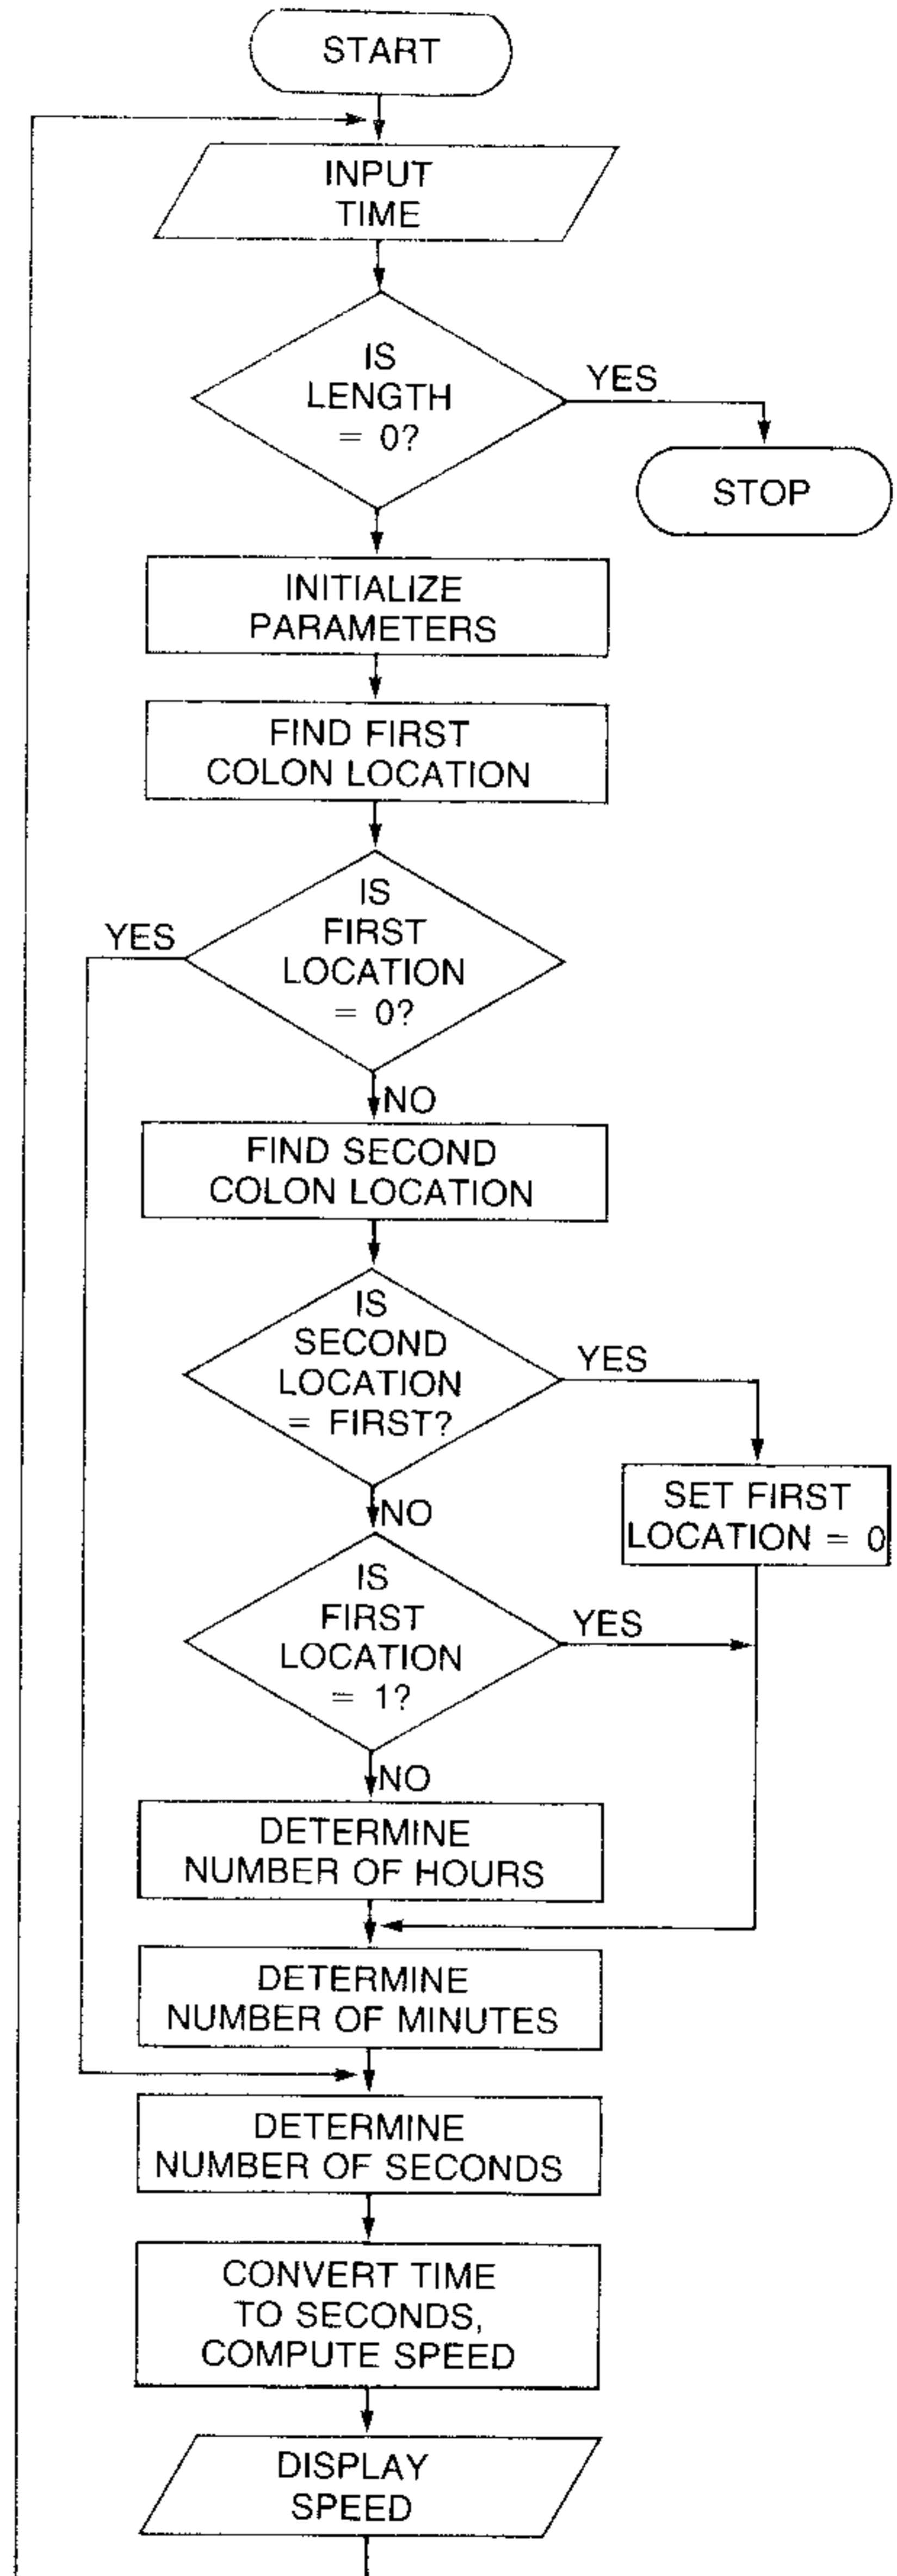 START
INPUT
TIME
IS
LENGTH
= 0?
YES
STOP
INITIALIZE
PARAMETERS
FIND FIRST
COLON LOCATION
IS
FIRST
LOCATION
= 0?
YES
NO
FIND SECOND
COLON LOCATION
IS
SECOND
LOCATION
= FIRST?
YES
SET FIRST
LOCATION = 0
NO
IS
FIRST
LOCATION
= 1?
YES
NO
DETERMINE
NUMBER OF HOURS
DETERMINE
NUMBER OF MINUTES
DETERMINE
NUMBER OF SECONDS
CONVERT TIME
TO SECONDS,
COMPUTE SPEED
DISPLAY
SPEED